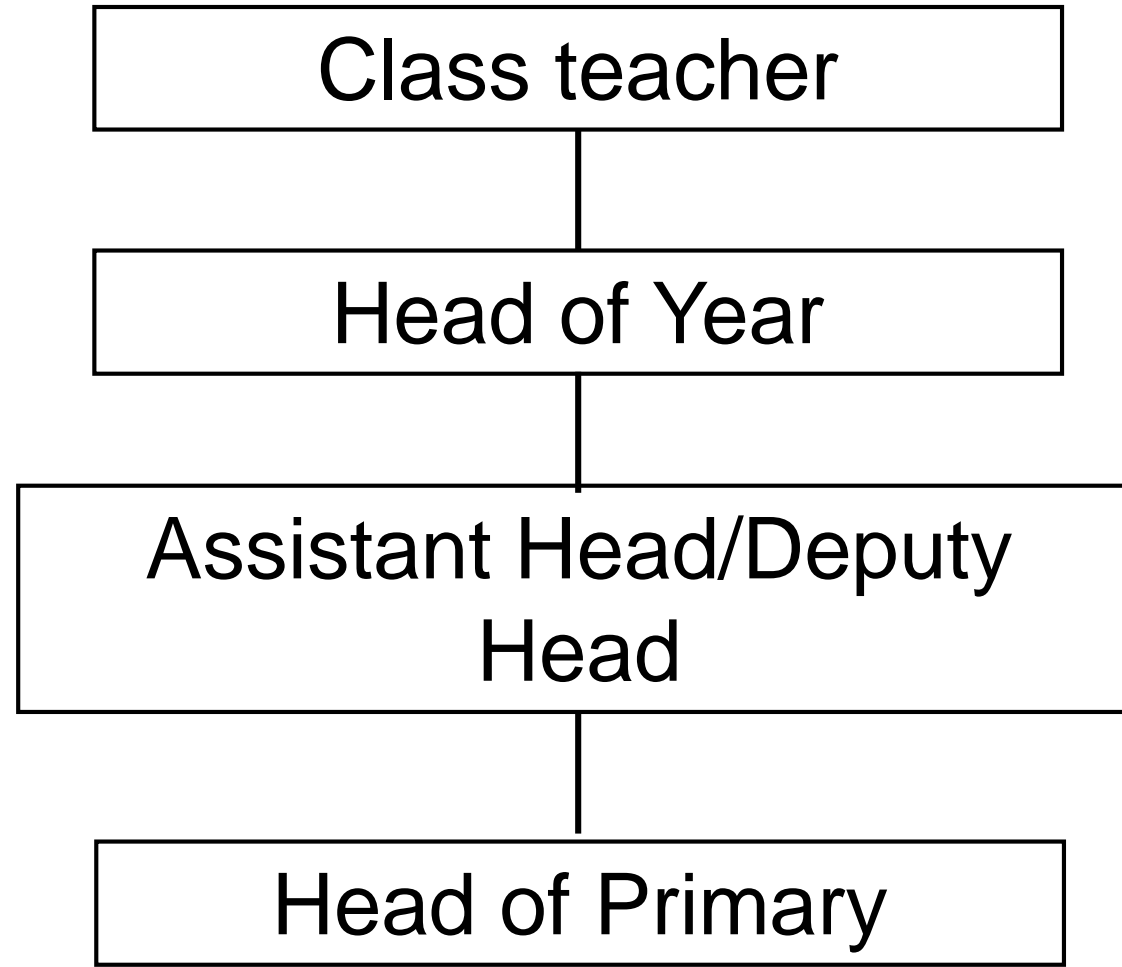 Class teacher
Head of Year
Assistant Head/Deputy
Head
Head of Primary